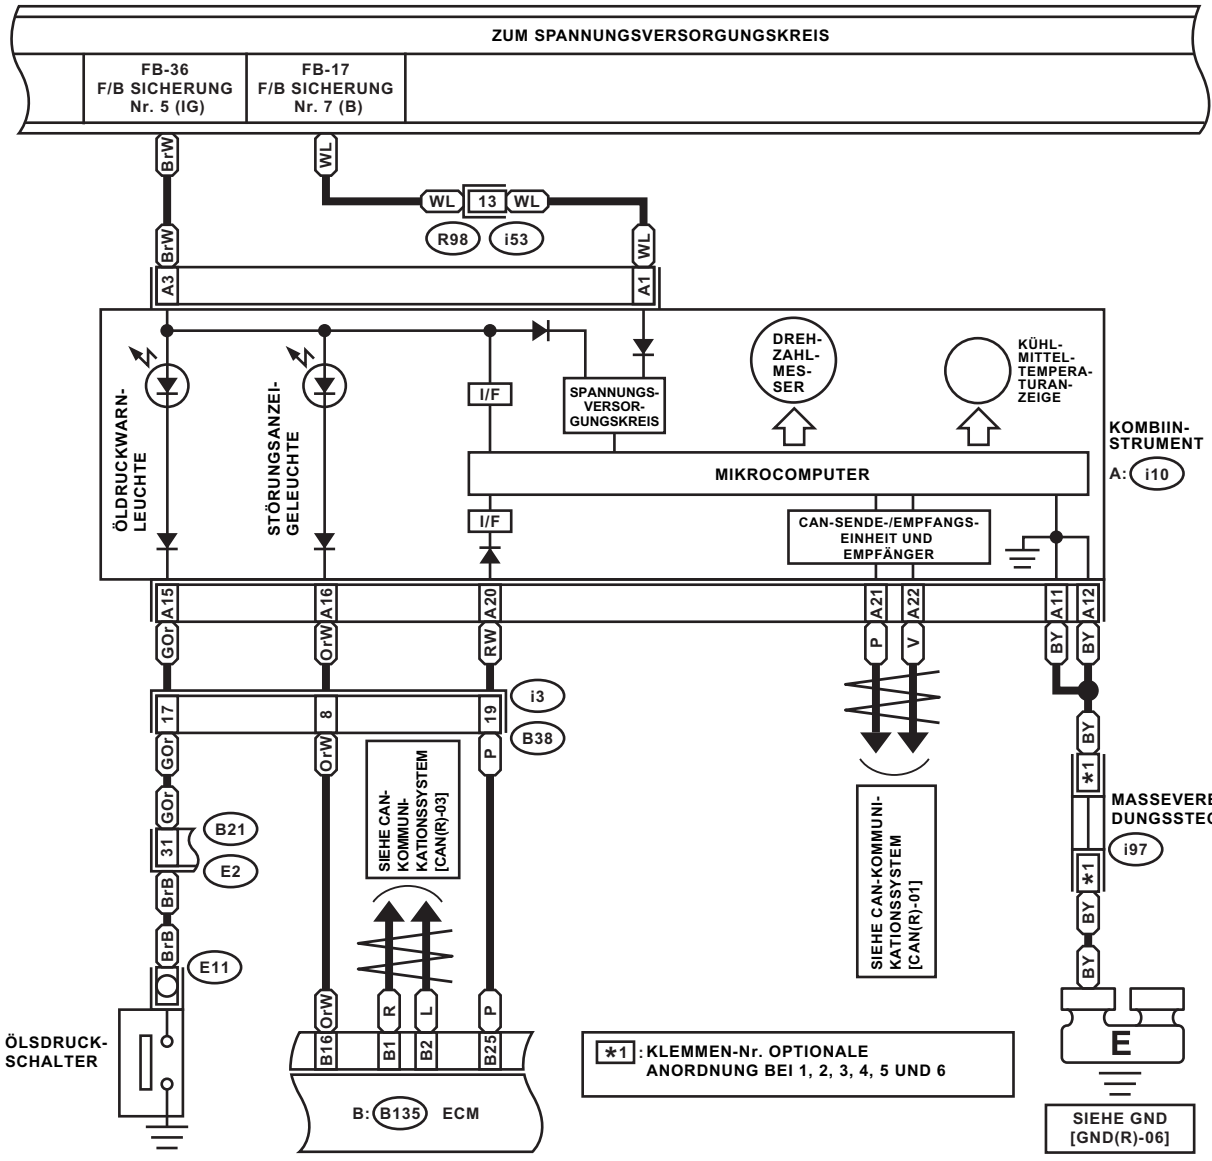 ZUM SPANNUNGSVERSORGUNGSKREIS
FB-36
F/B SICHERUNG
Nr. 5 (IG)
FB-17
F/B SICHERUNG
Nr. 7 (B)
BrW
WL
WL
13
WL
R98
i53
BrW
WL
A3
A1
DREH-
ZAHL-
MES-
SER
KÜHL-
MITTEL-
TEMPERA-
TURAN-
ZEIGE
I/F
SPANNUNGS-
VERSOR-
GUNGSKREIS
ÖLDRUCKWARN-
LEUCHTE
STÖRUNGSANZEI-
GELEUCHTE
KOMBIIN-
STRUMENT
A:
i10
MIKROCOMPUTER
I/F
CAN-SENDE-/EMPFANGS-
EINHEIT UND
EMPFÄNGER
A15
A16
A20
A21
A22
A11
A12
GOr
OrW
RW
P
V
BY
BY
i3
17
8
19
B38
GOr
OrW
P
BY
SIEHE CAN-
KOMMUNI-
KATIONSSYSTEM
[CAN(R)-03]
*1
GOr
B21
31
E2
SIEHE CAN-KOMMUNI-
KATIONSSYSTEM
[CAN(R)-01]
MASSEVERB
DUNGSSTEG
i97
*1
BrB
BY
BrB
E11
BY
OrW
R
L
P
B16
B1
B2
B25
ÖLSDRUCK-
SCHALTER
B:
B135
ECM
*1
: KLEMMEN-Nr. OPTIONALE
ANORDNUNG BEI 1, 2, 3, 4, 5 UND 6
E
SIEHE GND
[GND(R)-06]